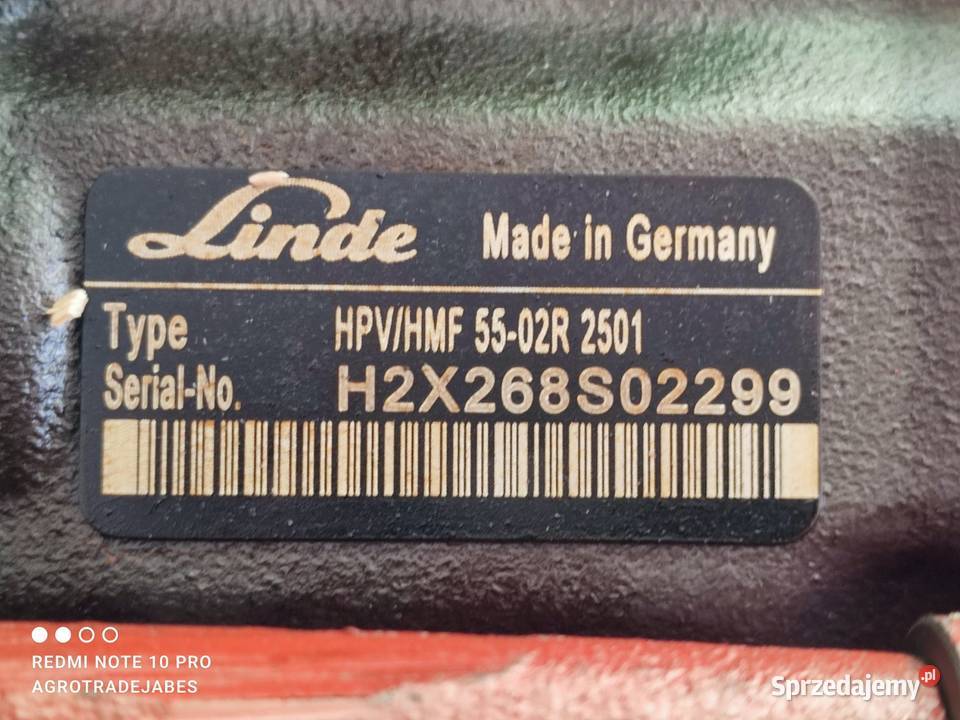 Linde Made in Germany
Type HPV/HMF 55-02R 2501
Serial-No. H2X268S02299
REDMI NOTE 10 PRO
AGROTRADEJABES
Sprzedajemy.pl